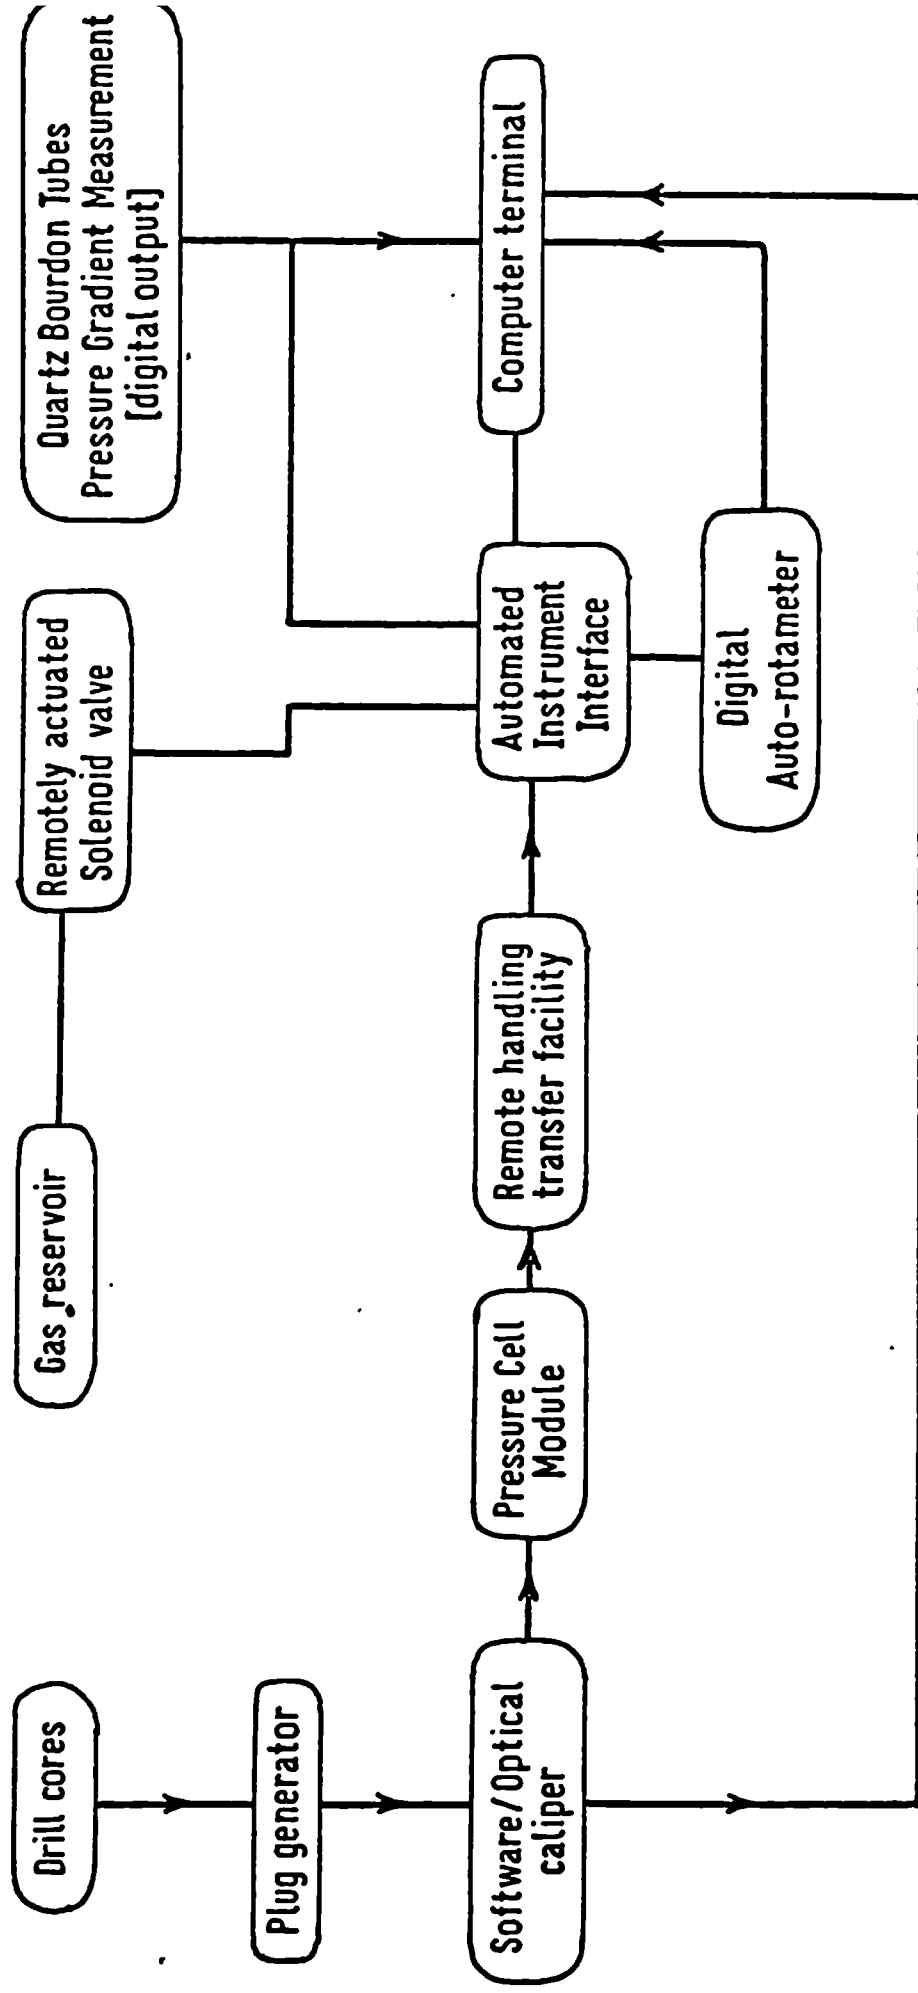 Drill cores
Plug generator
Software/Optical
caliper
Gas reservoir
Remotely actuated
Solenoid valve
Quartz Bourdon Tubes
Pressure Gradient Measurement
[digital output]
Pressure Cell
Module
Remote handling
transfer facility
Automated
Instrument
Interface
Computer terminal
Digital
Auto-rotameter